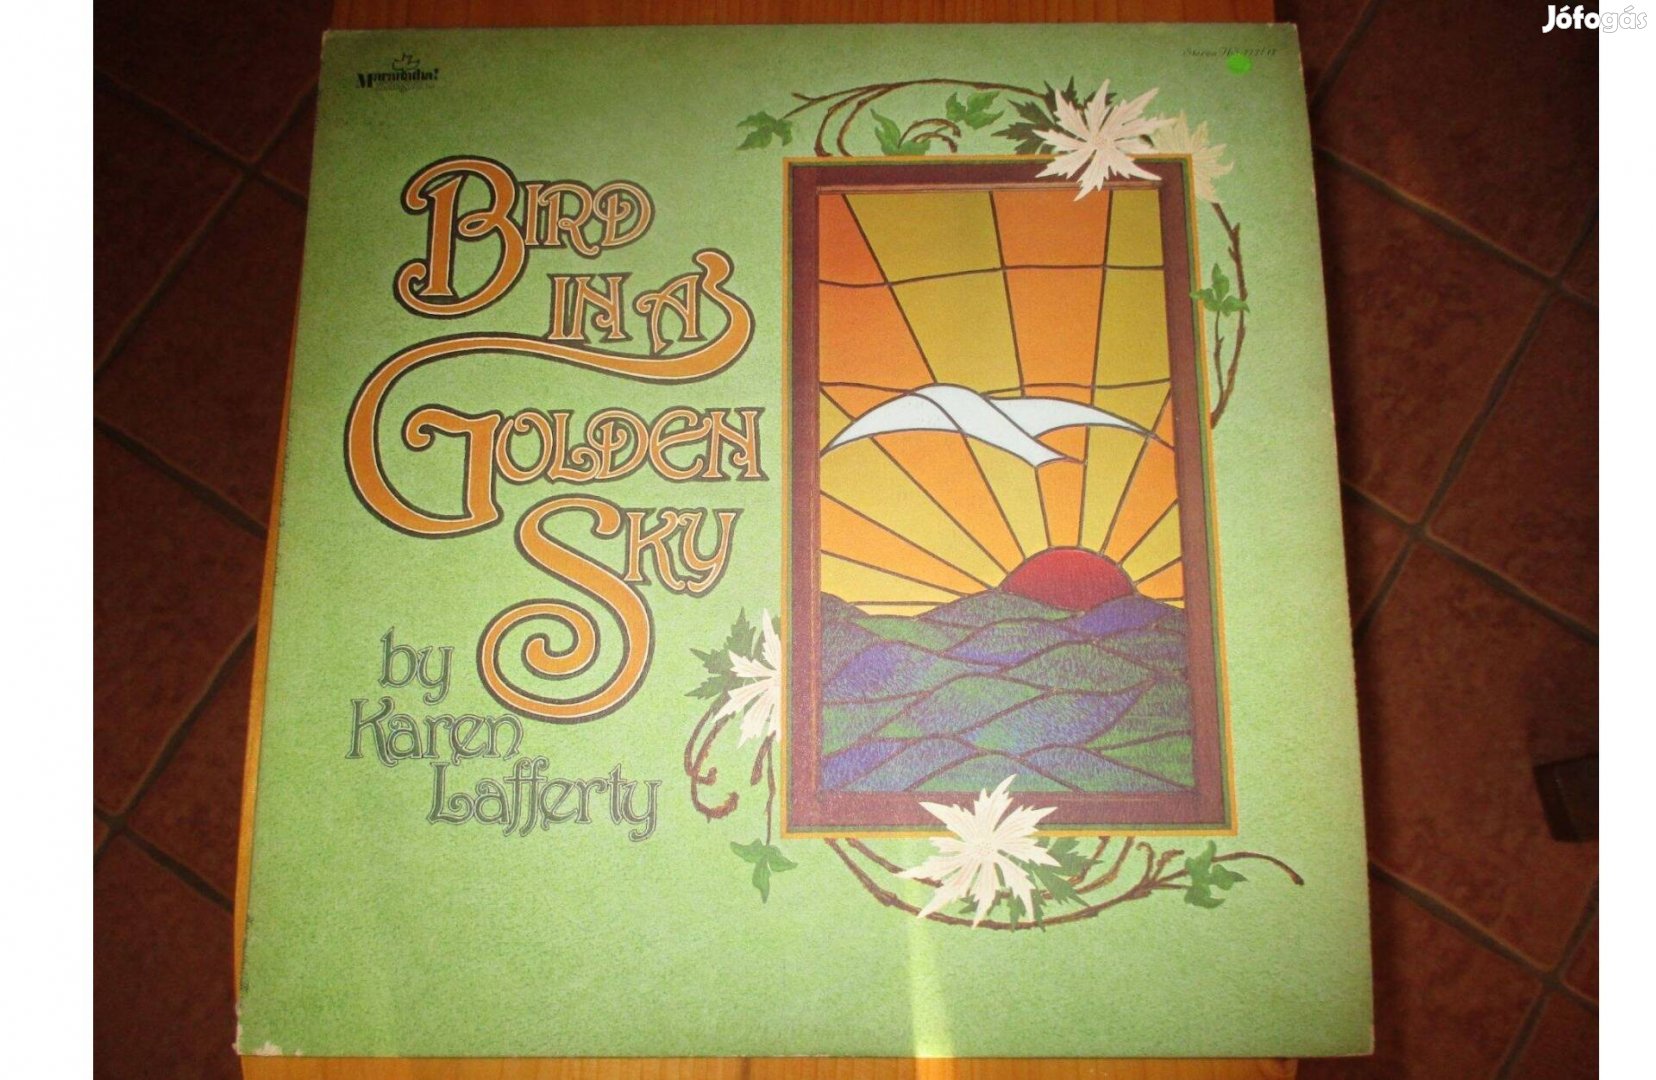 Jófogás
Maranatha!
BIRD
IN A
GOLDEN
SKY
by
Karen
Lafferty